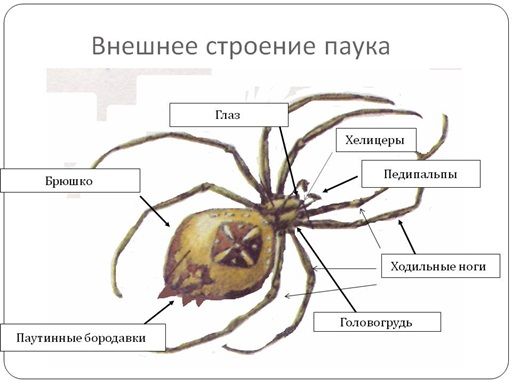 Внешнее строение паука
Глаз
Хелицеры
Педипальпы
Брюшко
Ходильные ноги
Головогрудь
Паутинные бородавки